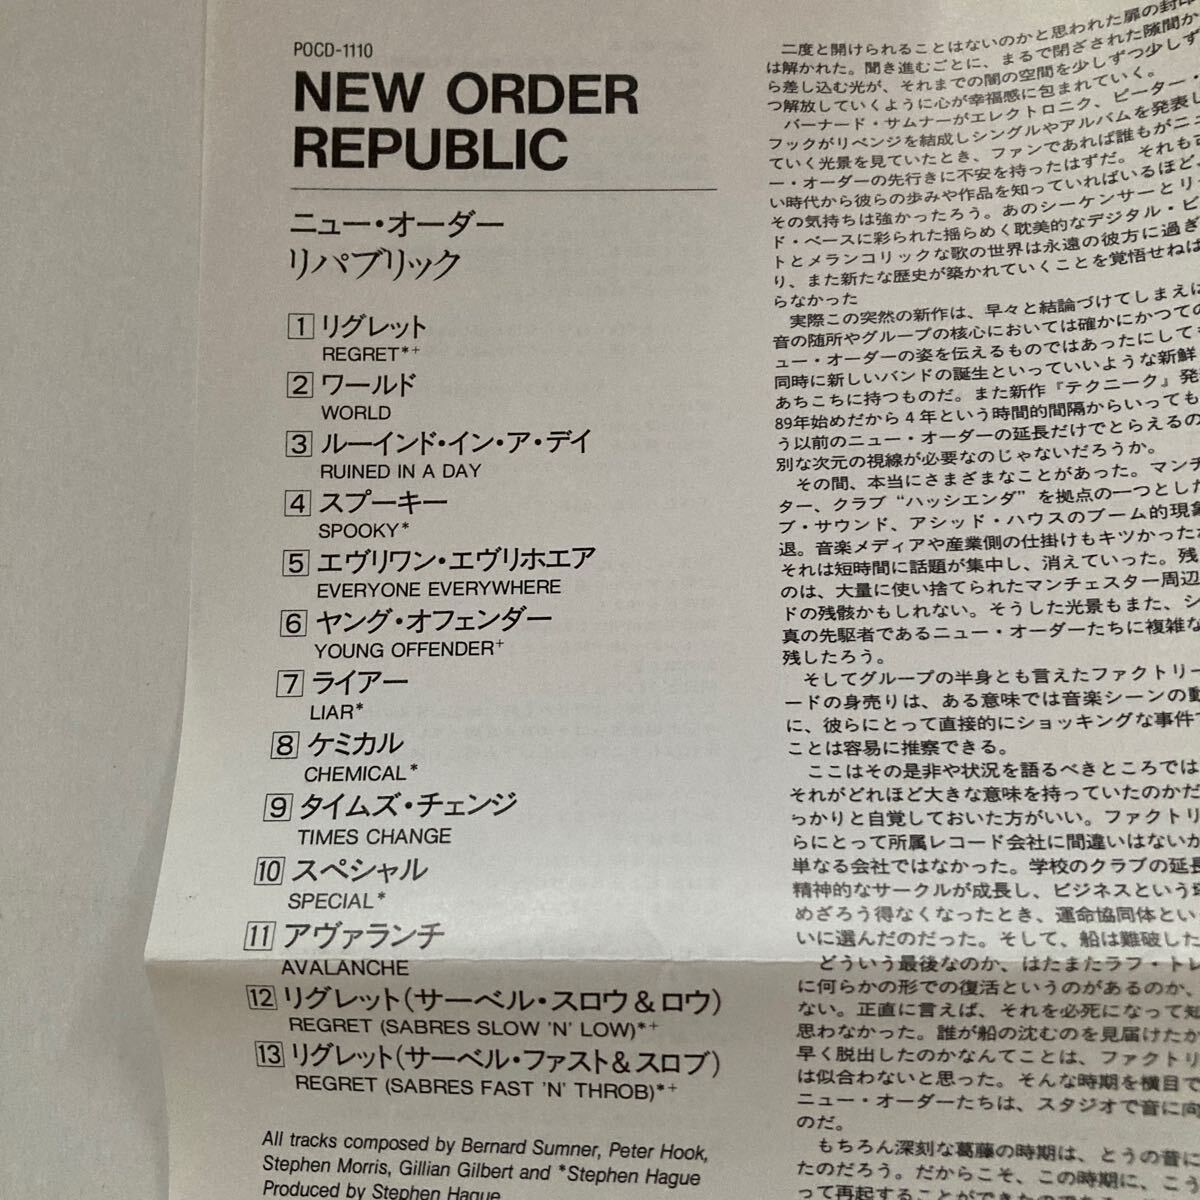 POCD-1110
NEW ORDER
REPUBLIC
ニュー・オーダー
リパブリック
1 リグレット
REGRET*+
2 ワールド
WORLD
3 ルーインド・イン・ア・デイ
RUINED IN A DAY
4 スプーキー
SPOOKY*
5 エヴリワン・エヴリホエア
EVERYONE EVERYWHERE
6 ヤング・オフェンダー
YOUNG OFFENDER+
7 ライアー
LIAR*
8 ケミカル
CHEMICAL*
9 タイムズ・チェンジ
TIMES CHANGE
10 スペシャル
SPECIAL*
11 アヴァランチ
AVALANCHE
12 リグレット(サーベル・スロウ&ロウ)
REGRET (SABRES SLOW 'N' LOW)*+
13 リグレット(サーベル・ファスト&スロブ)
REGRET (SABRES FAST 'N' THROB)*+
All tracks composed by Bernard Sumner, Peter Hook,
Stephen Morris, Gillian Gilbert and *Stephen Hague
Produced by Stephen Hague
二度と開けられることはないのかと思われた扉の封印
は解かれた。聞き進むごとに、まるで閉ざされた隙間か
ら差し込む光が、それまでの闇の空間を少しずつ少しず
つ解放していくように心が幸福感に包まれていく。
バーナード・サムナーがエレクトロニク、ピーター・
フックがリベンジを結成しシングルやアルバムを発表し
ていく光景を見ていたとき、ファンであれば誰もがニュ
ー・オーダーの先行きに不安を持ったはずだ。それも
い時代から彼らの歩みや作品を知っていればいるほど、
その気持ちは強かったろう。あのシーケンサーとリ
ド・ベースに彩られた揺らめく耽美的なデジタル・ビ
トとメランコリックな歌の世界は永遠の彼方に過ぎ
り、また新たな歴史が築かれていくことを覚悟せねば
らなかった
実際この突然の新作は、早々と結論づけてしまえば
音の随所やグループの核心においては確かにかつての
ュー・オーダーの姿を伝えるものではあったにして
同時に新しいバンドの誕生といっていいような新鮮
あちこちに持つものだ。また新作『テクニーク』発
89年始めだから4年という時間的間隔からいっても
う以前のニュー・オーダーの延長だけでとらえるの
別な次元の視線が必要なのじゃないだろうか。
その間、本当にさまざまなことがあった。マンチ
ター、クラブ“ハッシエンダ”を拠点の一つとした
ブ・サウンド、アシッド・ハウスのブーム的現象
退。音楽メディアや産業側の仕掛けもキツかった
それは短時間に話題が集中し、消えていった。残
のは、大量に使い捨てられたマンチェスター周辺
ドの残骸かもしれない。そうした光景もまた、シ
真の先駆者であるニュー・オーダーたちに複雑な
残したろう。
そしてグループの半身とも言えたファクトリー
ードの身売りは、ある意味では音楽シーンの動
に、彼らにとって直接的にショッキングな事件
ことは容易に推察できる。
ここはその是非や状況を語るべきところでは
それがどれほど大きな意味を持っていたのかだ
っかりと自覚しておいた方がいい。ファクトリ
らにとって所属レコード会社に間違いはないか
単なる会社ではなかった。学校のクラブの延長
精神的なサークルが成長し、ビジネスという
めざろう得なくなったとき、運命協同体とい
いに選んだのだった。そして、船は難破した
どういう最後なのか、はたまたラフ・トレ
に何らかの形での復活というのがあるのか、
ない。正直に言えば、それを必死になって知
思わなかった。誰が船の沈むのを見届けたか
早く脱出したのかなんてことは、ファクトリ
は似合わないと思った。そんな時期を横目で
ニュー・オーダーたちは、スタジオで音に向
のだ。
もちろん深刻な葛藤の時期は、とうの昔に
たのだろう。だからこそ、この時期に、こ
って再起することができたの